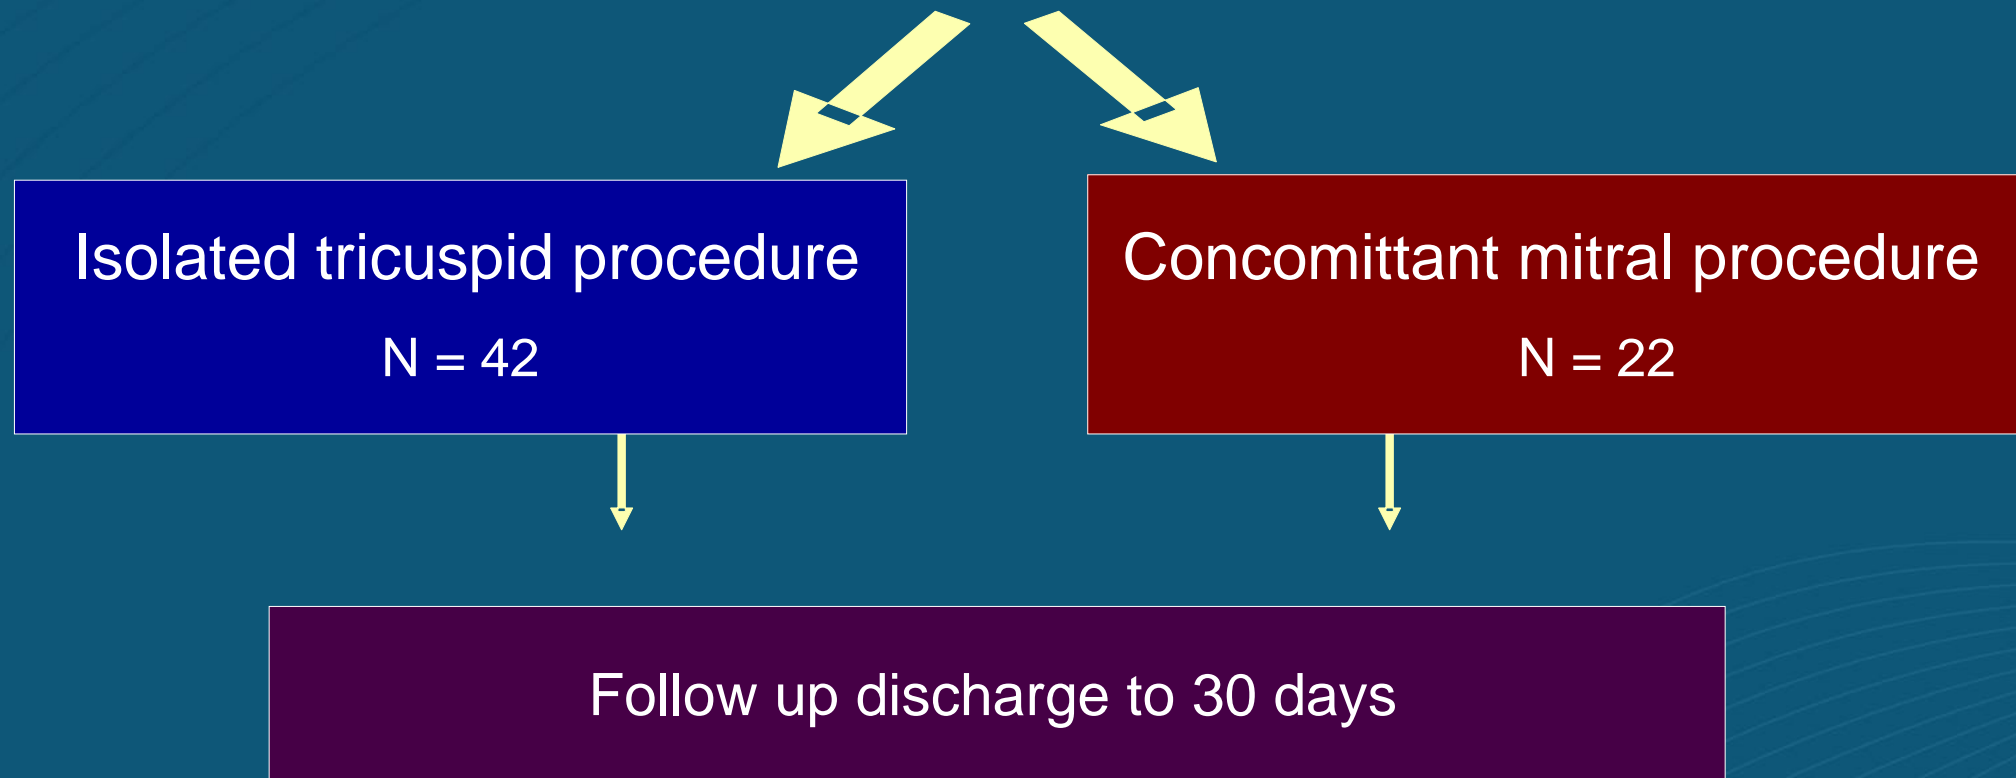 Isolated tricuspid procedure
N = 42
Concomittant mitral procedure
N = 22
Follow up discharge to 30 days